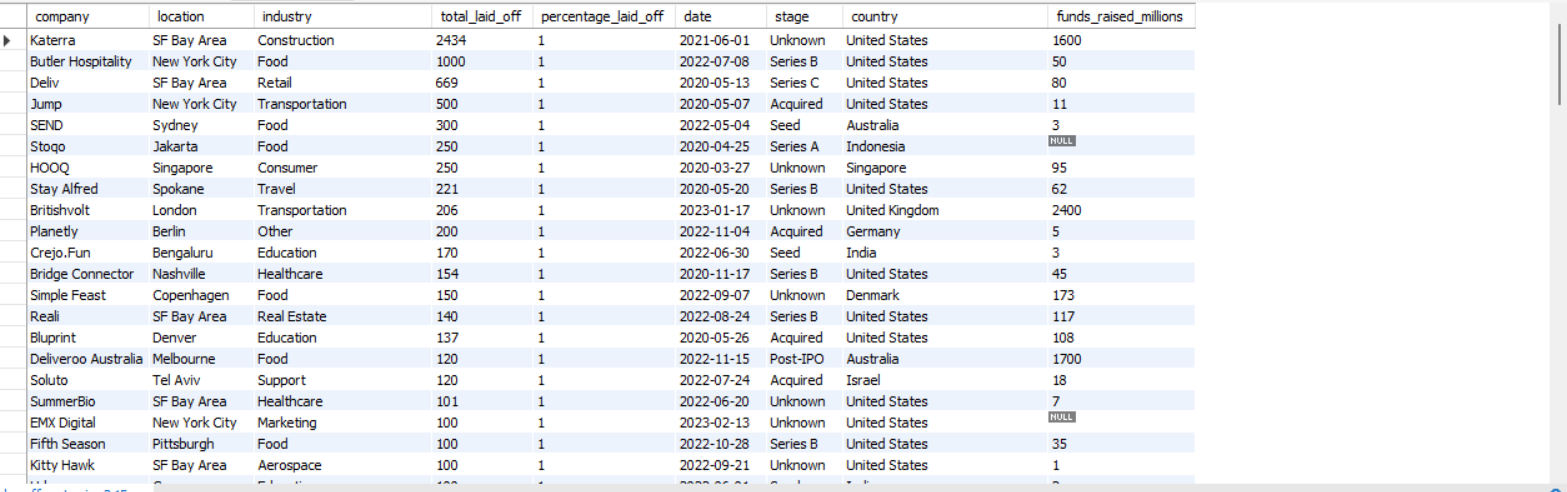 company location industry total_laid_off percentage_laid_off date stage country funds_raised_millions
Katerra SF Bay Area Construction 2434 1 2021-06-01 Unknown United States 1600
Butler Hospitality New York City Food 1000 1 2022-07-08 Series B United States 50
Deliv SF Bay Area Retail 669 1 2020-05-13 Series C United States 80
Jump New York City Transportation 500 1 2020-05-07 Acquired United States 11
SEND Sydney Food 300 1 2022-05-04 Seed Australia 3
Stoqo Jakarta Food 250 1 2020-04-25 Series A Indonesia NULL
HOOQ Singapore Consumer 250 1 2020-03-27 Unknown Singapore 95
Stay Alfred Spokane Travel 221 1 2020-05-20 Series B United States 62
Britishvolt London Transportation 206 1 2023-01-17 Unknown United Kingdom 2400
Planetly Berlin Other 200 1 2022-11-04 Acquired Germany 5
Crejo.Fun Bengaluru Education 170 1 2022-06-30 Seed India 3
Bridge Connector Nashville Healthcare 154 1 2020-11-17 Series B United States 45
Simple Feast Copenhagen Food 150 1 2022-09-07 Unknown Denmark 173
Reali SF Bay Area Real Estate 140 1 2022-08-24 Series B United States 117
Bluprint Denver Education 137 1 2020-05-26 Acquired United States 108
Deliveroo Australia Melbourne Food 120 1 2022-11-15 Post-IPO Australia 1700
Soluto Tel Aviv Support 120 1 2022-07-24 Acquired Israel 18
SummerBio SF Bay Area Healthcare 101 1 2022-06-20 Unknown United States 7
EMX Digital New York City Marketing 100 1 2023-02-13 Unknown United States NULL
Fifth Season Pittsburgh Food 100 1 2022-10-28 Series B United States 35
Kitty Hawk SF Bay Area Aerospace 100 1 2022-09-21 Unknown United States 1